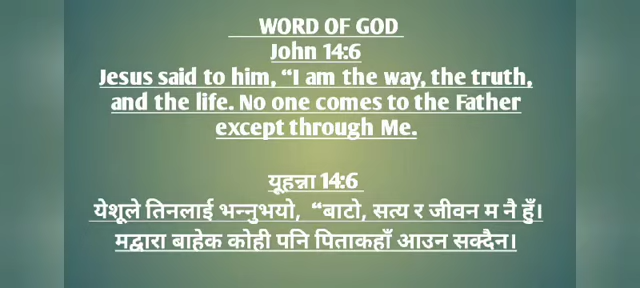 WORD OF GOD
John 14:6
Jesus said to him, “I am the way, the truth,
and the life. No one comes to the Father
except through Me.
यूहन्ना 14:6
येशूले तिनलाई भन्नुभयो, “बाटो, सत्य र जीवन म नै हुँ।
मद्वारा बाहेक कोही पनि पिताकहाँ आउन सक्दैन।